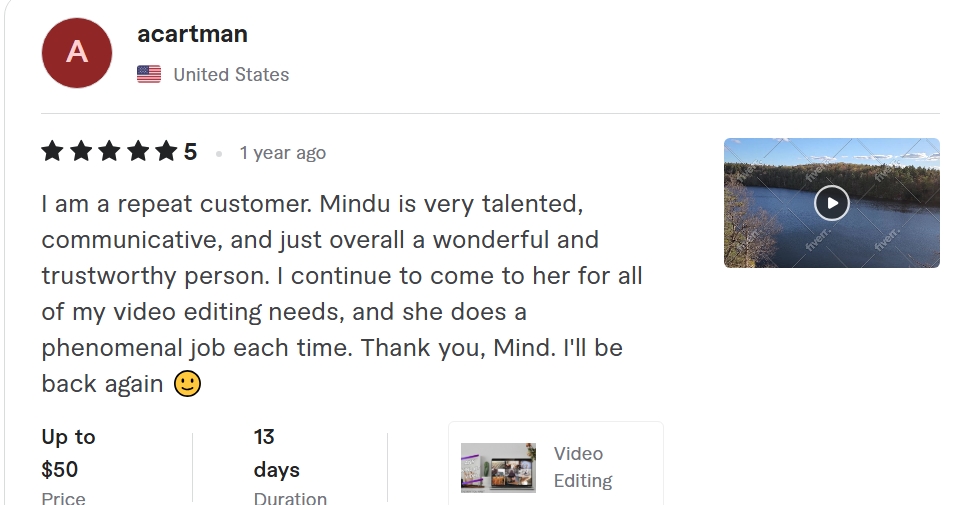 A
acartman
United States
5
1 year ago
I am a repeat customer. Mindu is very talented,
communicative, and just overall a wonderful and
trustworthy person. I continue to come to her for all
of my video editing needs, and she does a
phenomenal job each time. Thank you, Mind. I'll be
back again 🙂
fiverr.
fiverr.
fiverr.
fiverr.
Up to
$50
Price
13
days
Duration
Video
Editing